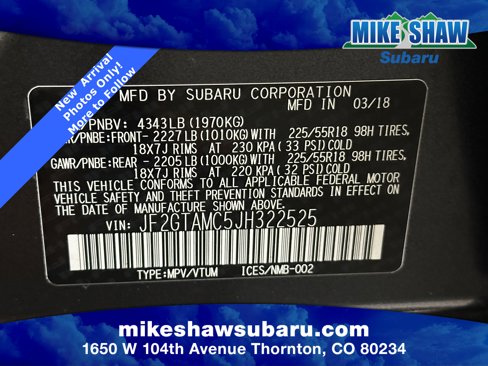 MIKE SHAW
Subaru
New Arrival
Photos Only!
More to Follow
MFD BY SUBARU CORPORATION
MFD IN 03/18
/PNBV: 4343LB (1970KG)
/PNBE:FRONT- 2227LB (1010KG) WITH 225/55R18 98H TIRES,
18X7J RIMS AT 230 KPA (33 PSI) COLD
GAWR/PNBE:REAR - 2205LB (1000KG) WITH 225/55R18 98H TIRES,
18X7J RIMS AT 220 KPA (32 PSI) COLD
THIS VEHICLE CONFORMS TO ALL APPLICABLE FEDERAL MOTOR
VEHICLE SAFETY AND THEFT PREVENTION STANDARDS IN EFFECT ON
THE DATE OF MANUFACTURE SHOWN ABOVE.
VIN: JF2GTAMC5JH322525
TYPE:MPV/VTUM ICES/NMB-002
mikeshawsubaru.com
1650 W 104th Avenue Thornton, CO 80234